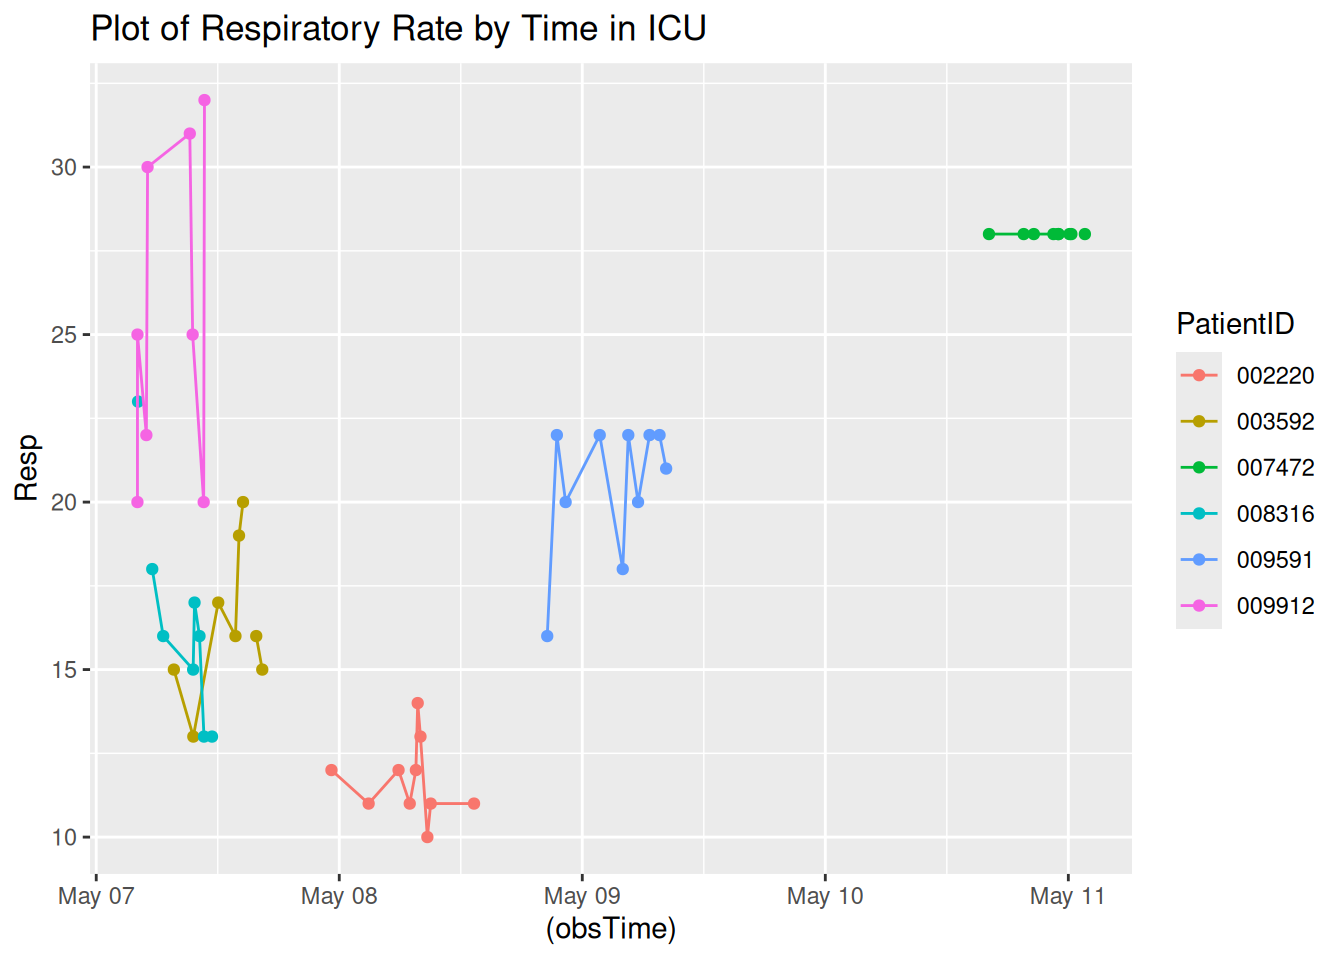 Plot of Respiratory Rate by Time in ICU
30
25
20
15
10
Resp
May 07
May 08
May 09
May 10
May 11
(obsTime)
PatientID
002220
003592
007472
008316
009591
009912